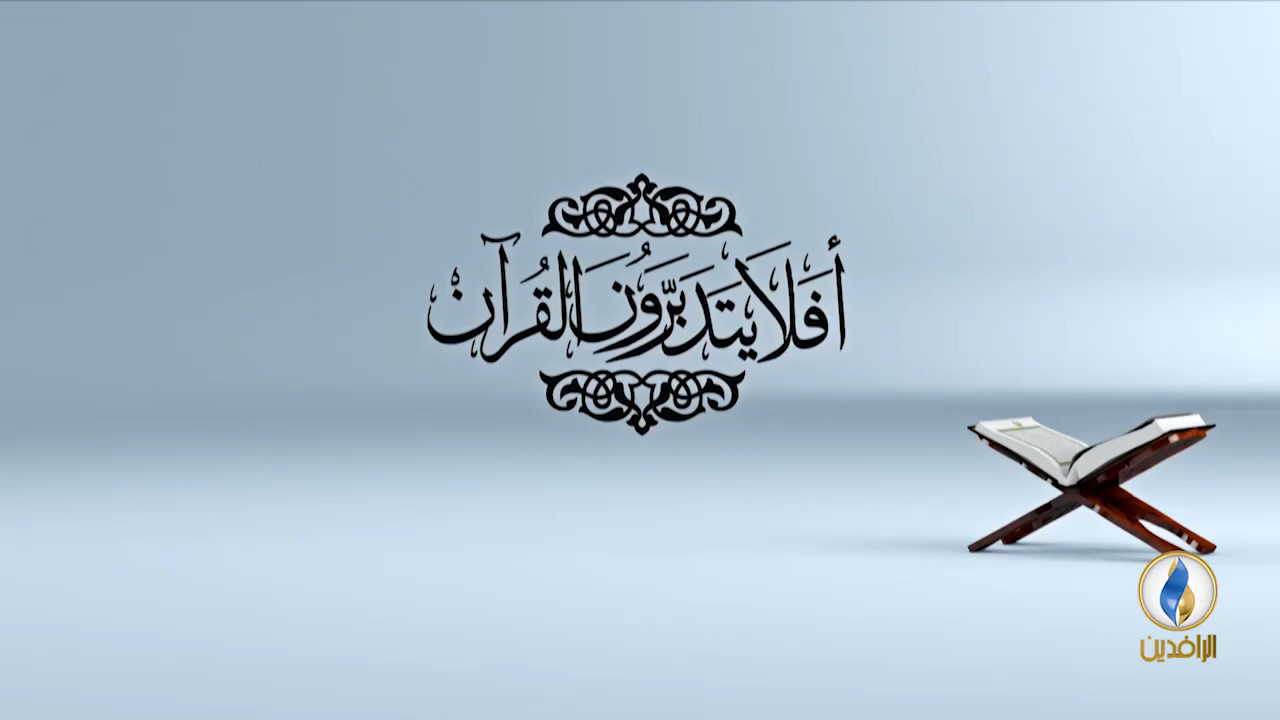 أَفَلَا يَتَدَبَّرُونَ الْقُرْآنْ
الرافدين